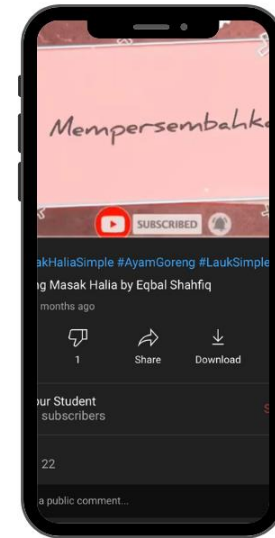 Mempersembahka
SUBSCRIBED
akHaliaSimple #AyamGoreng #LaukSimple
ng Masak Halia by Eqbal Shahfiq
months ago
1 Share Download
our Student
subscribers S
22
a public comment...